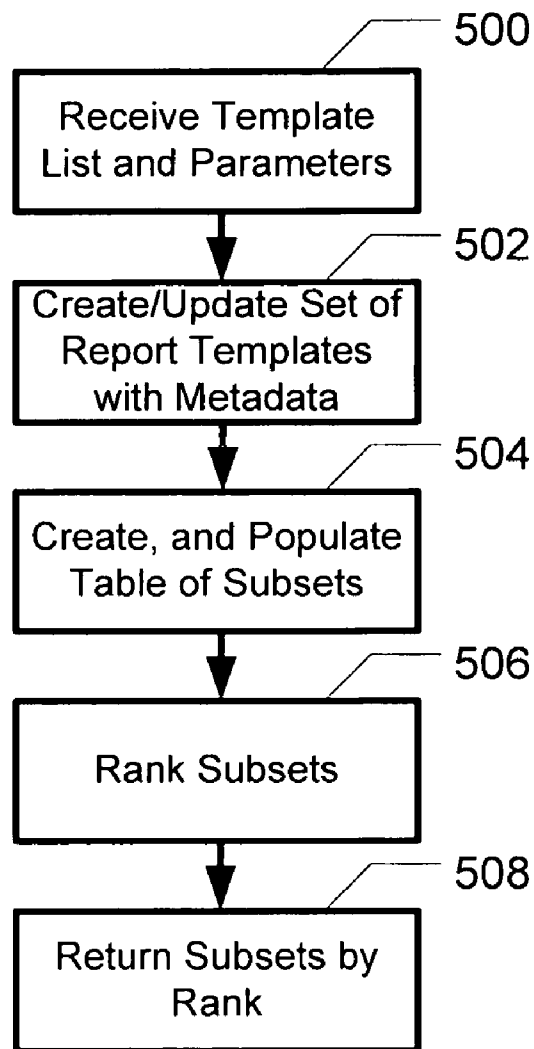 500
Receive Template
List and Parameters
502
Create/Update Set of
Report Templates
with Metadata
504
Create, and Populate
Table of Subsets
506
Rank Subsets
508
Return Subsets by
Rank